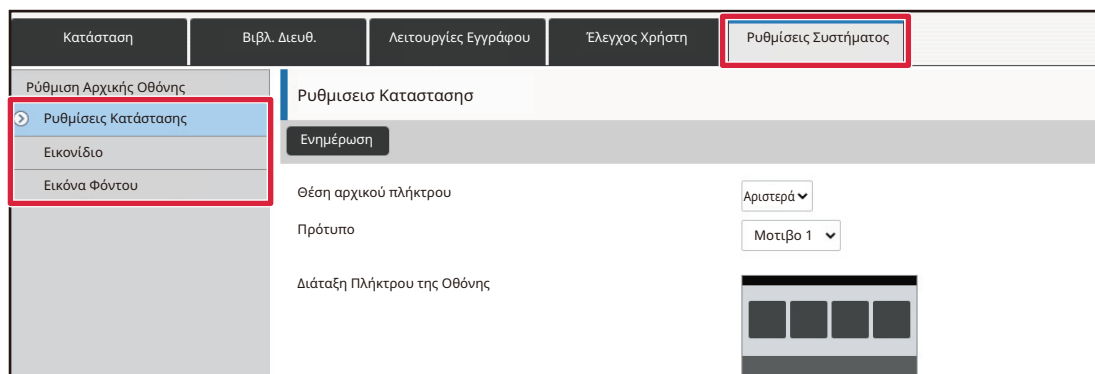 Κατάσταση
Βιβλ. Διευθ.
Λειτουργίες Εγγράφου
Έλεγχος Χρήστη
Ρυθμίσεις Συστήματος
Ρύθμιση Αρχικής Οθόνης
Ρυθμίσεις Κατάστασης
Εικονίδιο
Εικόνα Φόντου
Ρυθμισεισ Καταστασησ
Ενημέρωση
Θέση αρχικού πλήκτρου
Αριστερά
Πρότυπο
Μοτιβο 1
Διάταξη Πλήκτρου της Οθόνης